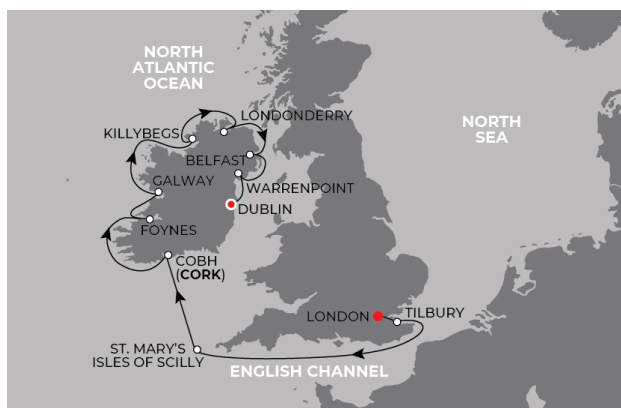 NORTH
ATLANTIC
OCEAN
LONDONDERRY
KILLYBEGS
NORTH
SEA
BELFAST
GALWAY
WARRENPOINT
DUBLIN
FOYNES
COBH
(CORK)
LONDON
TILBURY
ST. MARY'S
ISLES OF SCILLY
ENGLISH CHANNEL